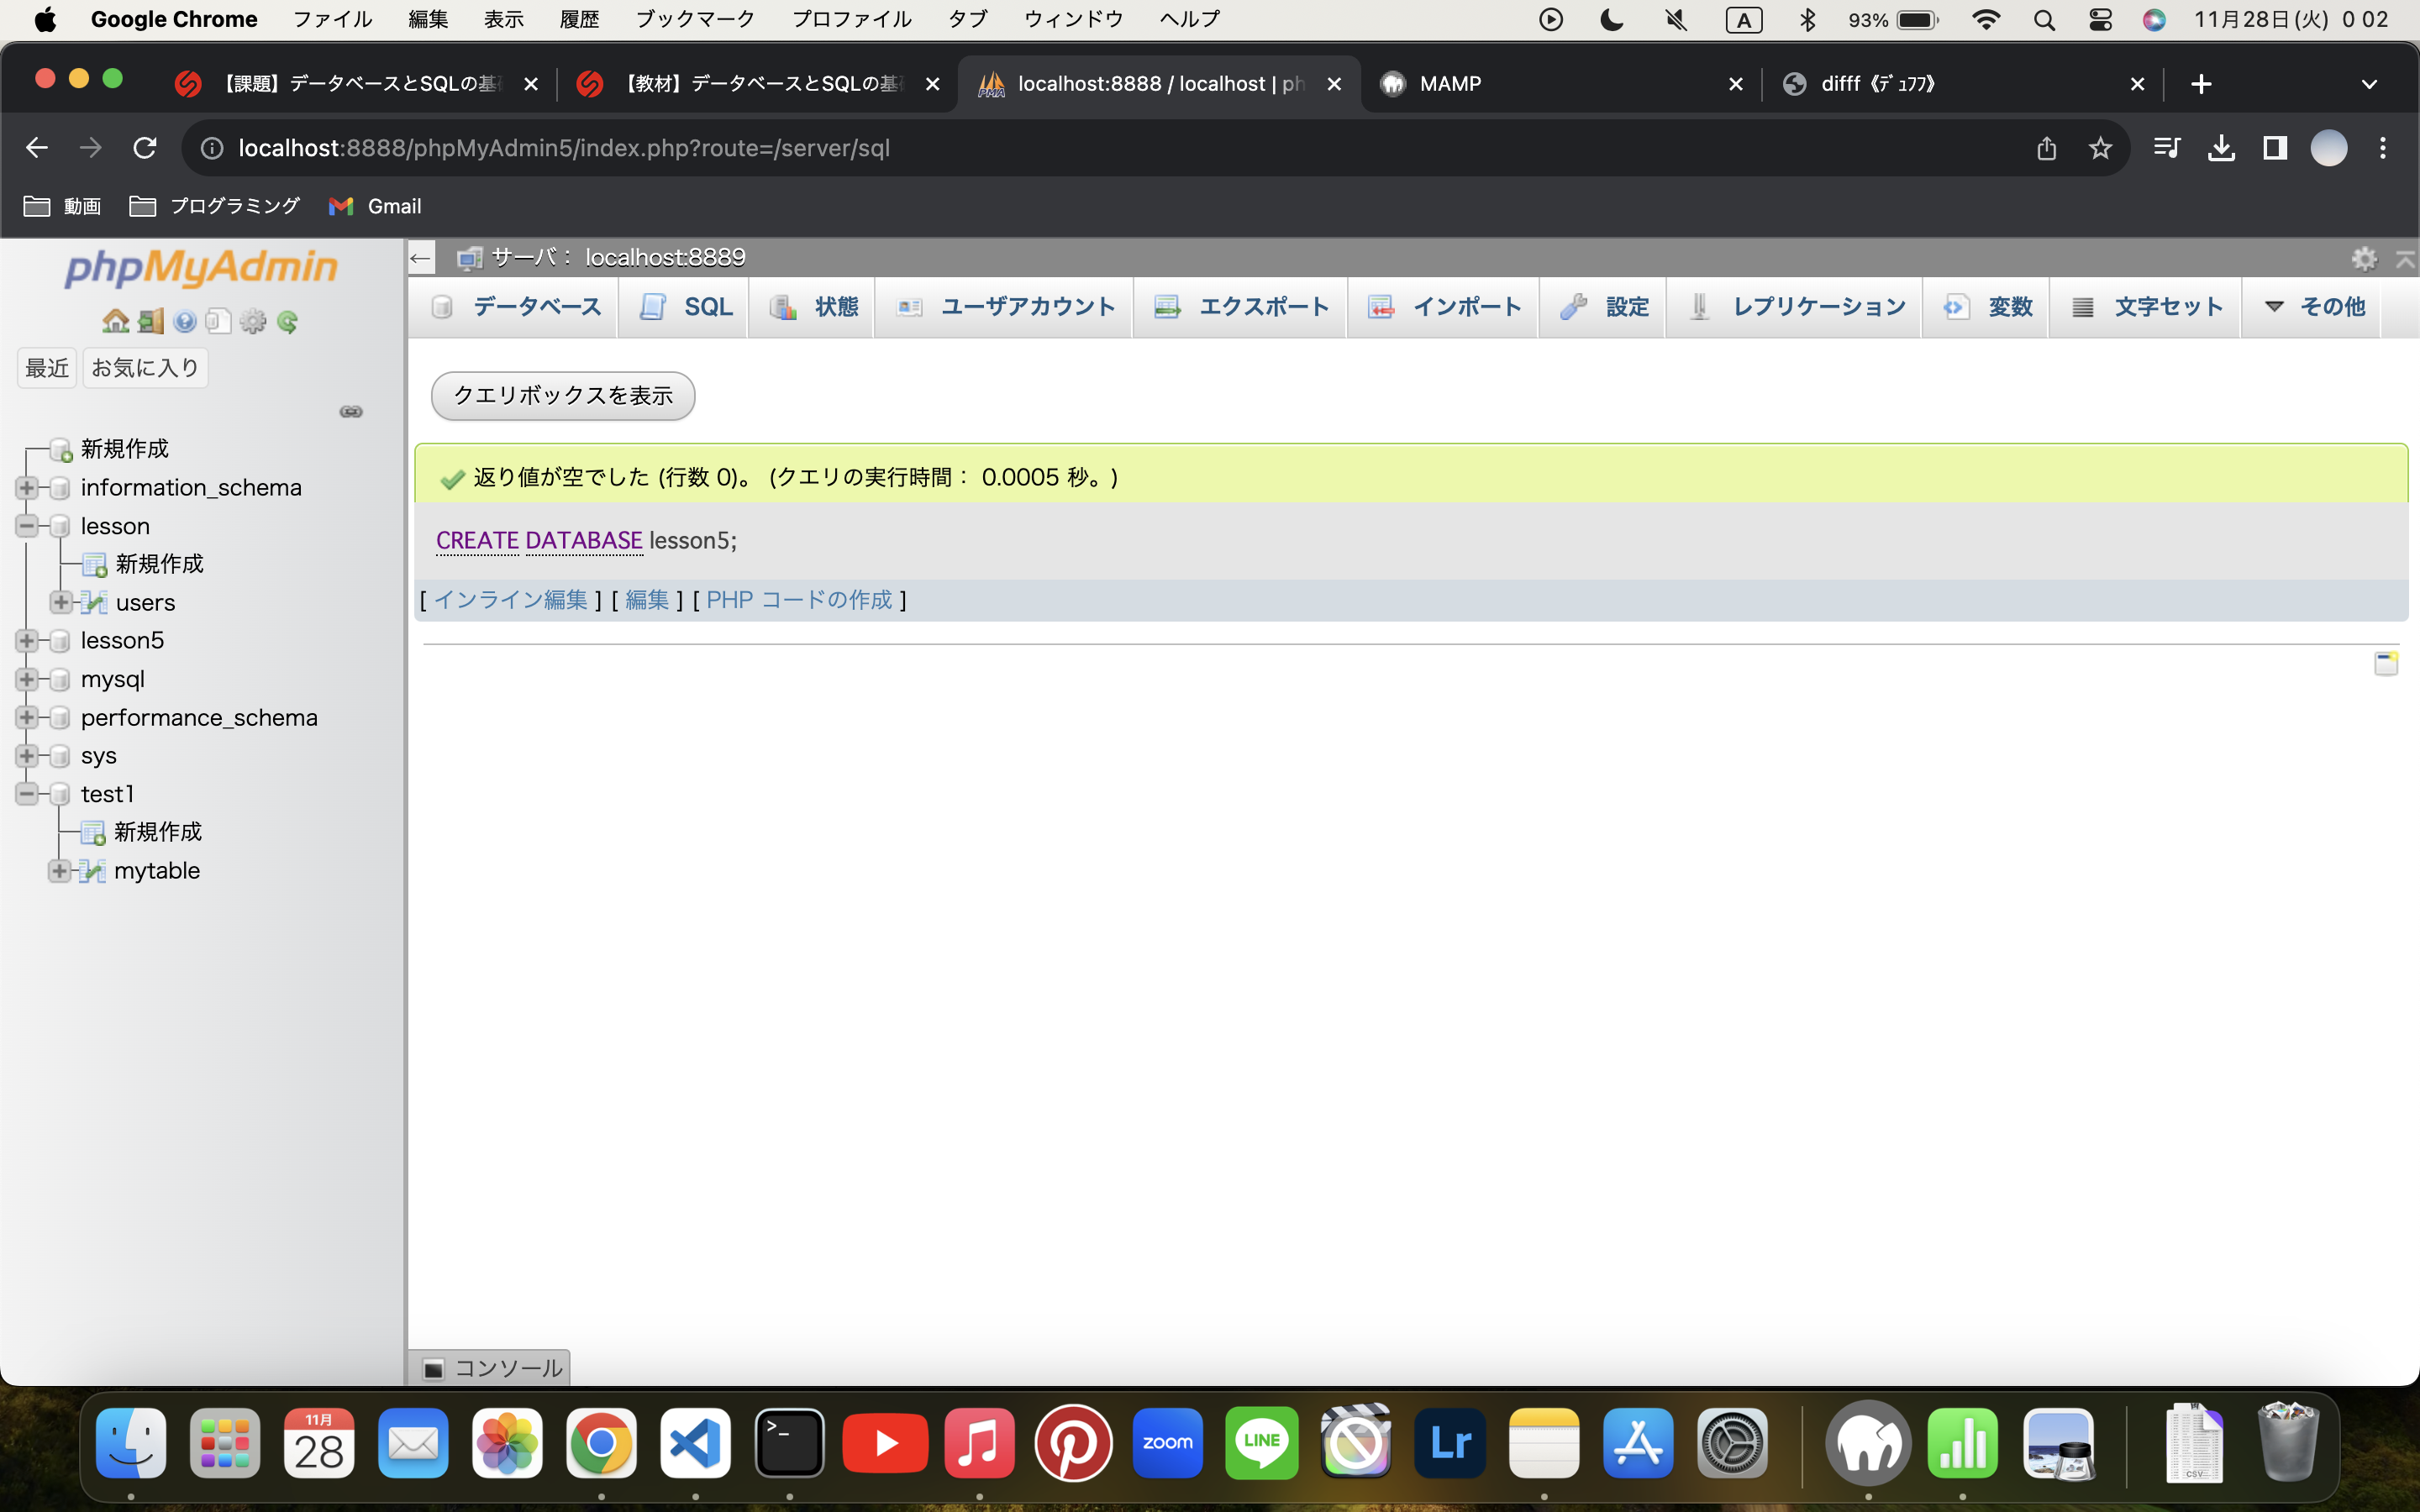 Google Chrome ファイル 編集 表示 履歴 ブックマーク プロファイル タブ ウィンドウ ヘルプ A 93% 11月28日(火) 0 02
【課題】データベースとSQLの基 【教材】データベースとSQLの基 localhost:8888 / localhost | ph MAMP difff《ﾃﾞｭﾌﾌ》
localhost:8888/phpMyAdmin5/index.php?route=/server/sql
動画 プログラミング Gmail
phpMyAdmin
最近 お気に入り
新規作成
information_schema
lesson
新規作成
users
lesson5
mysql
performance_schema
sys
test1
新規作成
mytable
サーバ： localhost:8889
データベース SQL 状態 ユーザアカウント エクスポート インポート 設定 レプリケーション 変数 文字セット その他
クエリボックスを表示
返り値が空でした (行数 0)。 (クエリの実行時間： 0.0005 秒。)
CREATE DATABASE lesson5;
[ インライン編集 ] [ 編集 ] [ PHP コードの作成 ]
コンソール
11月
28
zoom
LINE
Lr
CSV